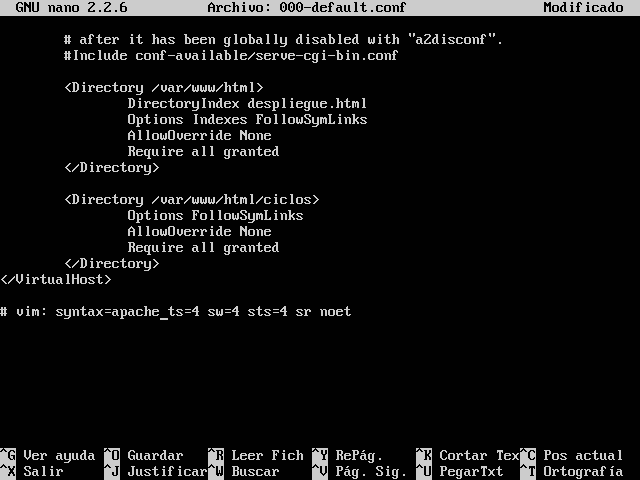 GNU nano 2.2.6 Archivo: 000-default.conf Modificado
# after it has been globally disabled with "a2disconf".
#Include conf-available/serve-cgi-bin.conf
<Directory /var/www/html>
DirectoryIndex despliegue.html
Options Indexes FollowSymLinks
AllowOverride None
Require all granted
</Directory>
<Directory /var/www/html/ciclos>
Options FollowSymLinks
AllowOverride None
Require all granted
</Directory>
</VirtualHost>
# vim: syntax=apache ts=4 sw=4 sts=4 sr noet
^G Ver ayuda ^O Guardar ^R Leer Fich ^Y RePág. ^K Cortar Tex ^C Pos actual
^X Salir ^J Justificar ^W Buscar ^V Pág. Sig. ^U PegarTxt ^T Ortografía